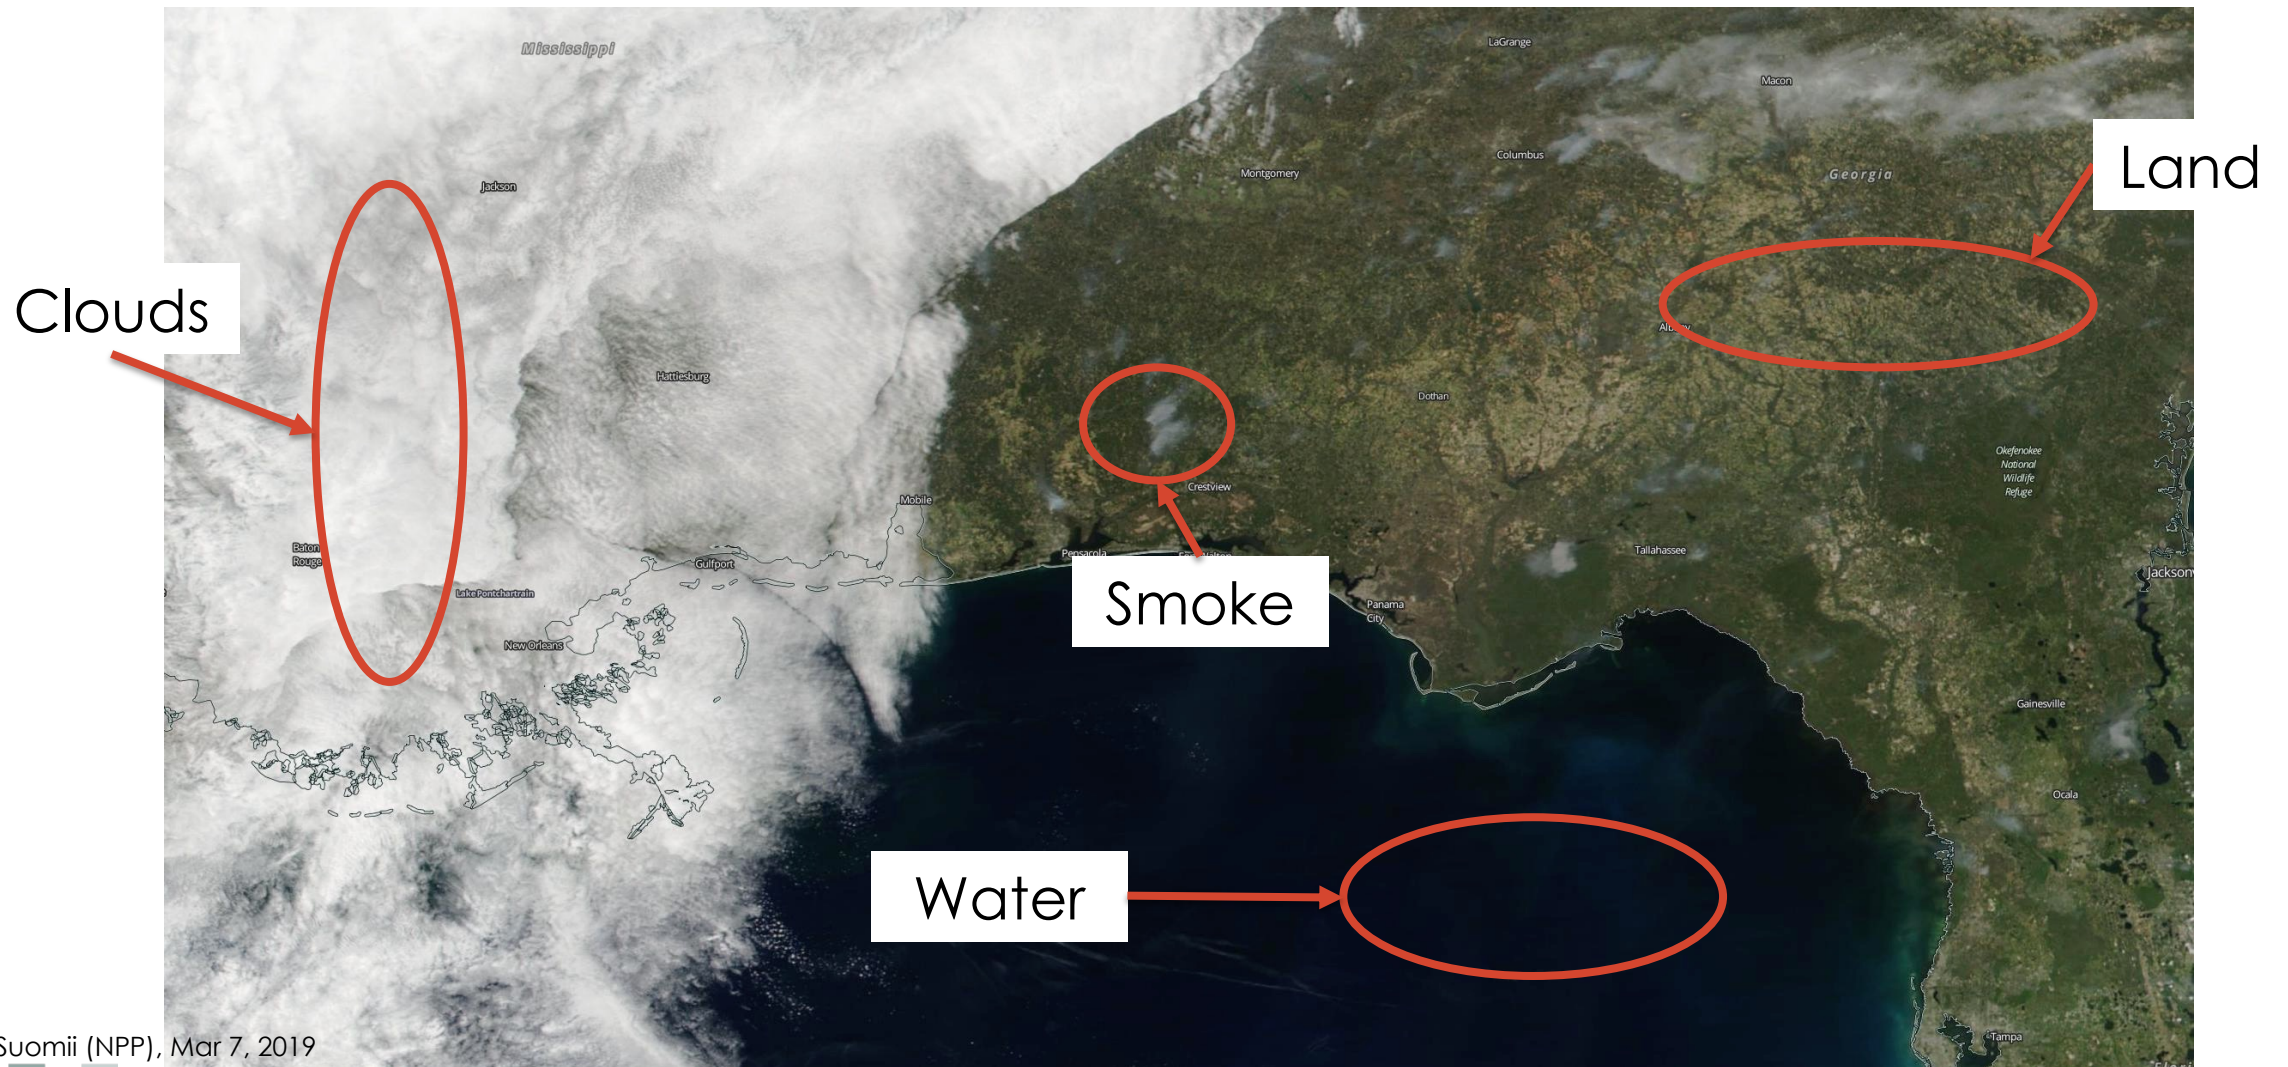 Mississippi
LaGrange
Macon
Land
Columbus
Montgomery
Georgia
Jackson
Clouds
Albany
Hattiesburg
Dothan
Okefenokee
National
Wildlife
Refuge
Crestview
Mobile
Baton
Rouge
Pensacola
Tallahassee
Gulfport
Jacksonv
Lake Pontchartrain
Smoke
Panama
City
New Orleans
Gainesville
Ocala
Water
Tampa
Suomii (NPP), Mar 7, 2019